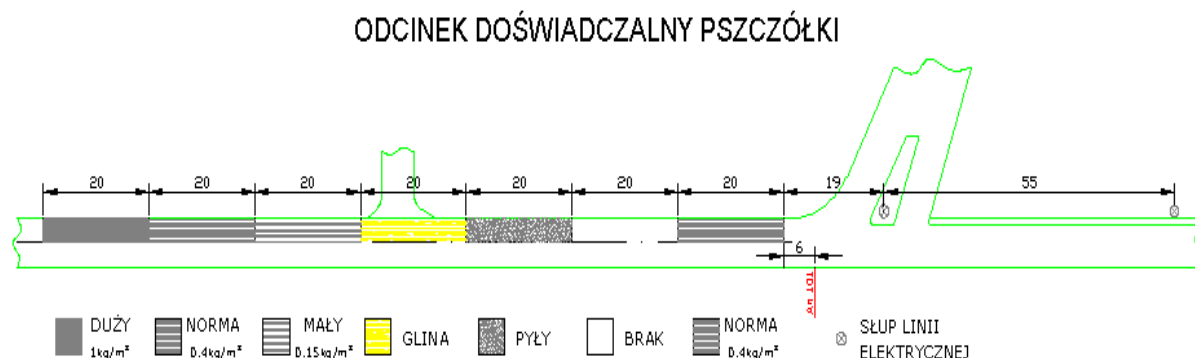 ODCINEK DOŚWIADCZALNY PSZCZÓŁKI
20 20 20 20 20 20 20 19 55
6
DUŻY
1kg/m²
NORMA
0.4kg/m²
MAŁY
0.15kg/m²
GLINA
PYŁY
BRAK
NORMA
0.4kg/m²
SŁUP LINII
ELEKTRYCZNEJ